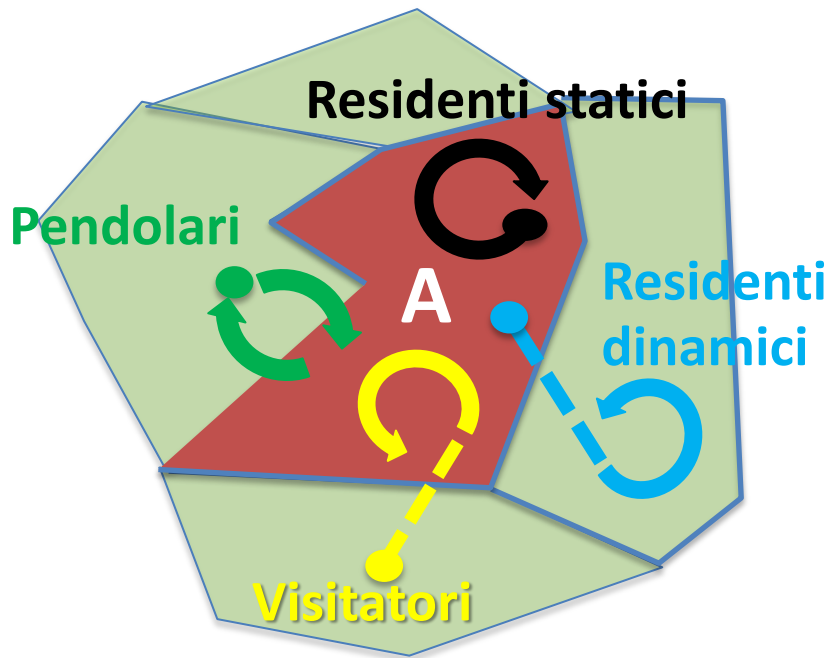 Residenti statici
Pendolari
A
Residenti
dinamici
Visitatori